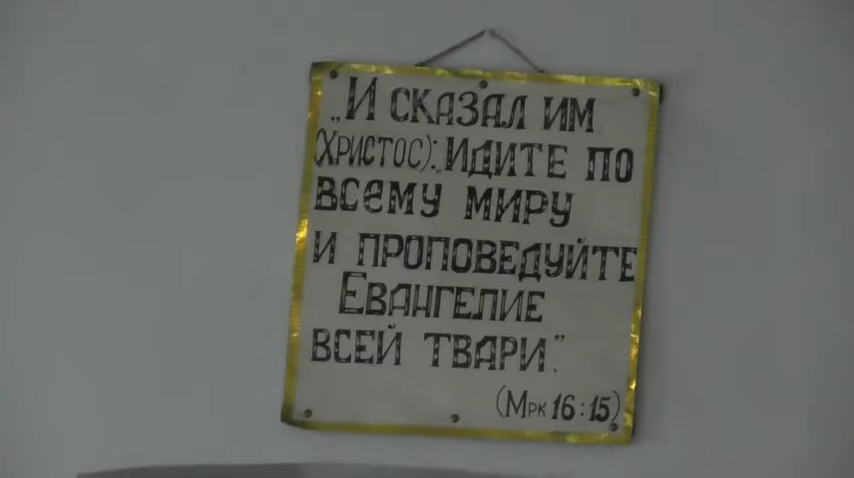 „И СКАЗАЛ ИМ
(ХРИСТОС): „ИДИТЕ ПО
ВСЕМУ МИРУ
И ПРОПОВЕДУЙТЕ
ЕВАНГЕЛИЕ
ВСЕЙ ТВАРИ."
(Мрк 16:15)